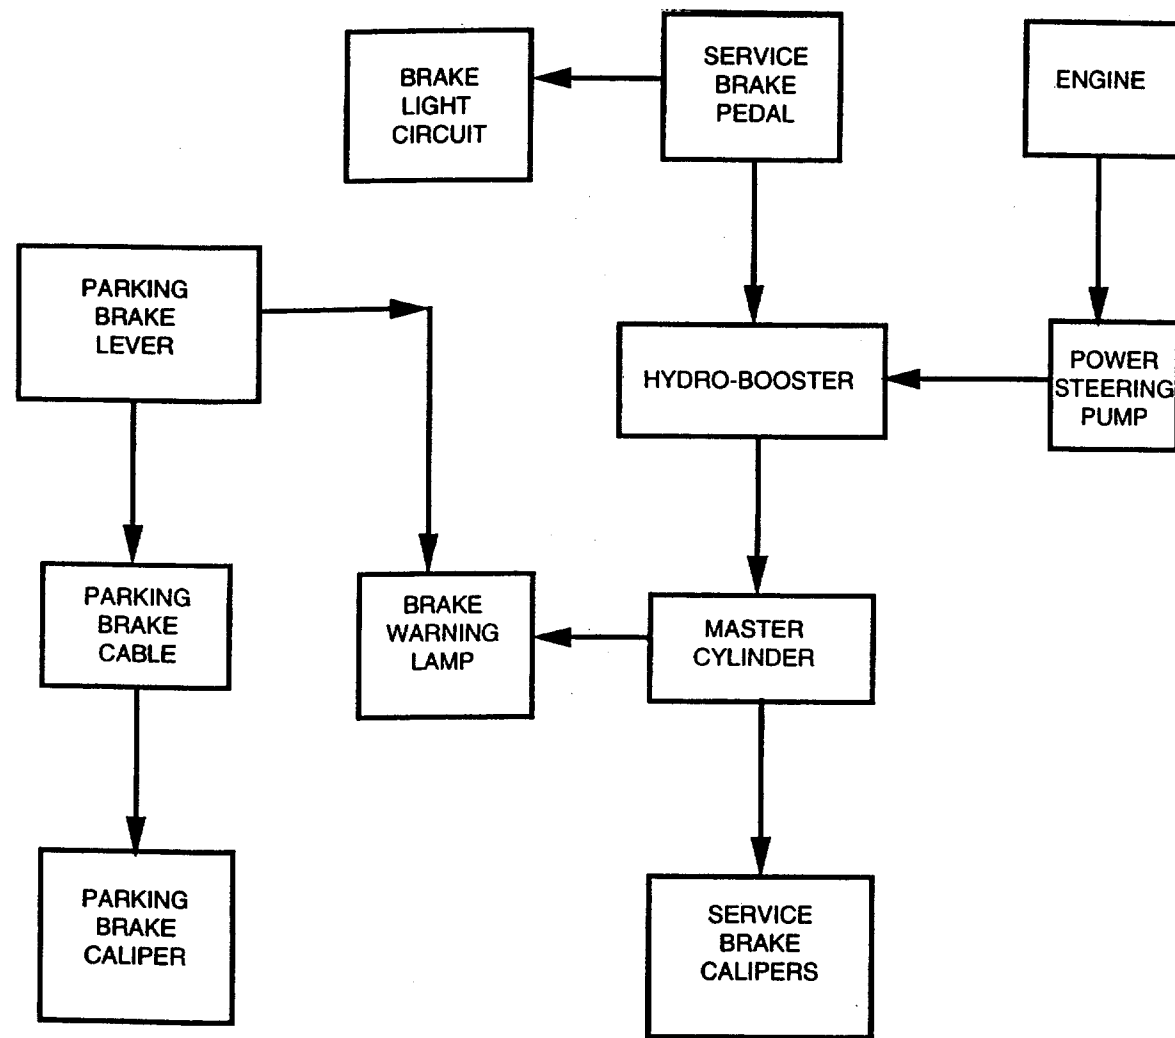 BRAKE
LIGHT
CIRCUIT
SERVICE
BRAKE
PEDAL
ENGINE
PARKING
BRAKE
LEVER
HYDRO-BOOSTER
POWER
STEERING
PUMP
PARKING
BRAKE
CABLE
BRAKE
WARNING
LAMP
MASTER
CYLINDER
PARKING
BRAKE
CALIPER
SERVICE
BRAKE
CALIPERS